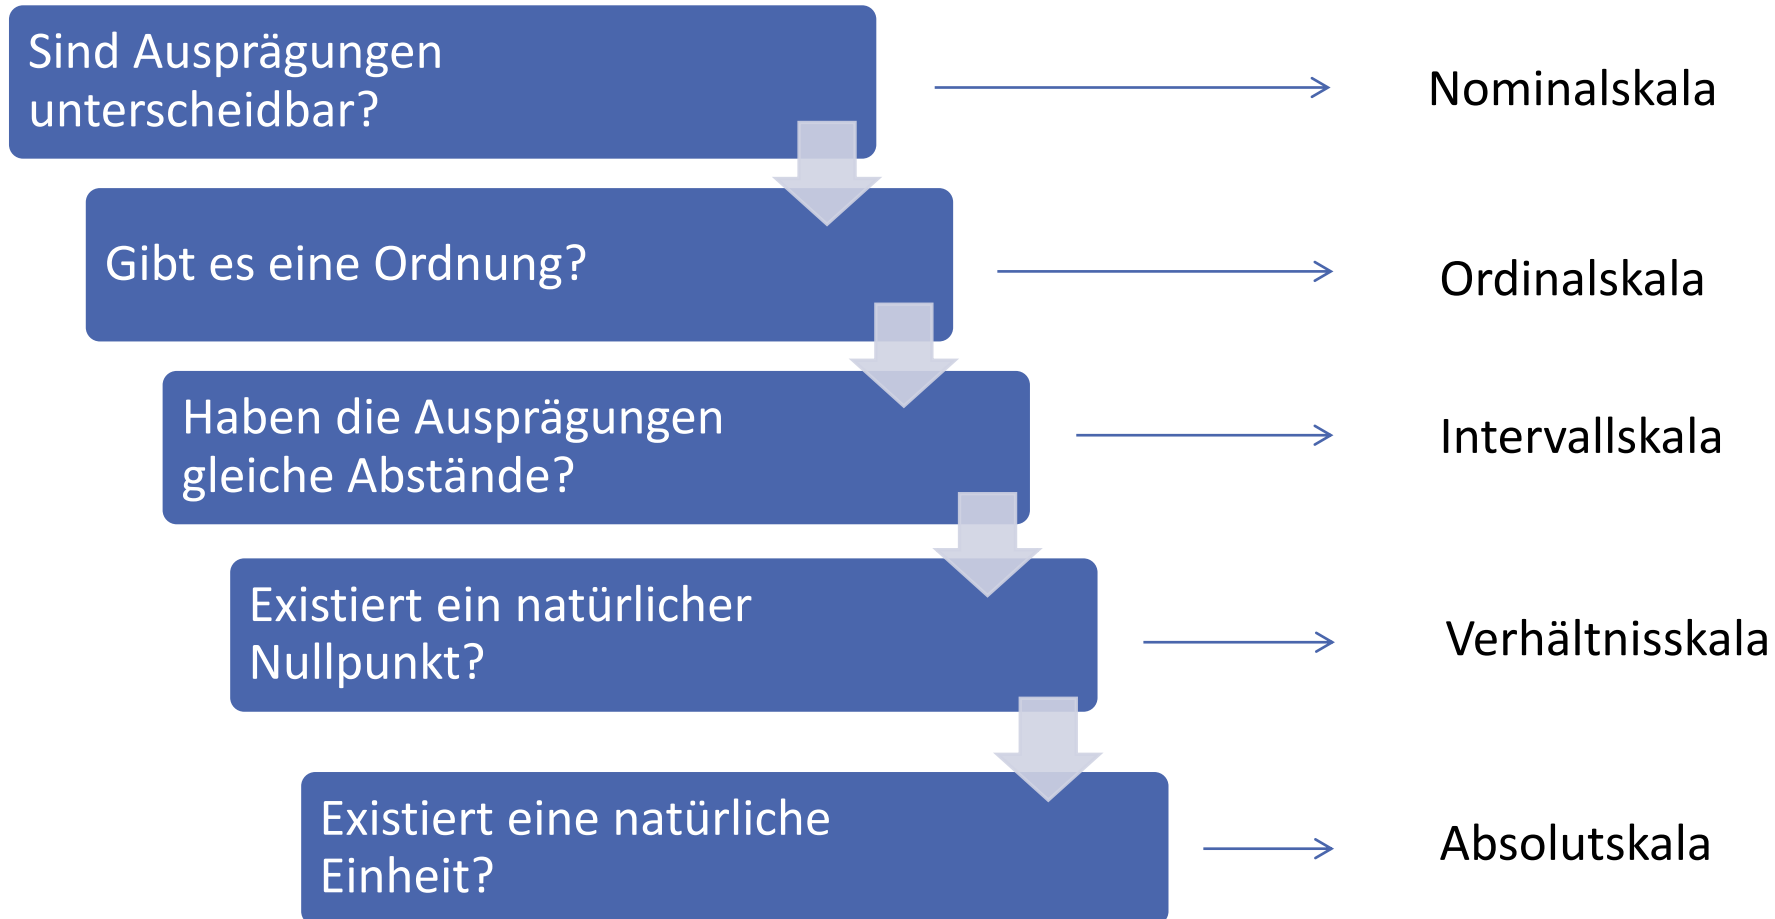 Sind Ausprägungen
unterscheidbar?
Nominalskala
Gibt es eine Ordnung?
Ordinalskala
Haben die Ausprägungen
gleiche Abstände?
Intervallskala
Existiert ein natürlicher
Nullpunkt?
Verhältnisskala
Existiert eine natürliche
Einheit?
Absolutskala